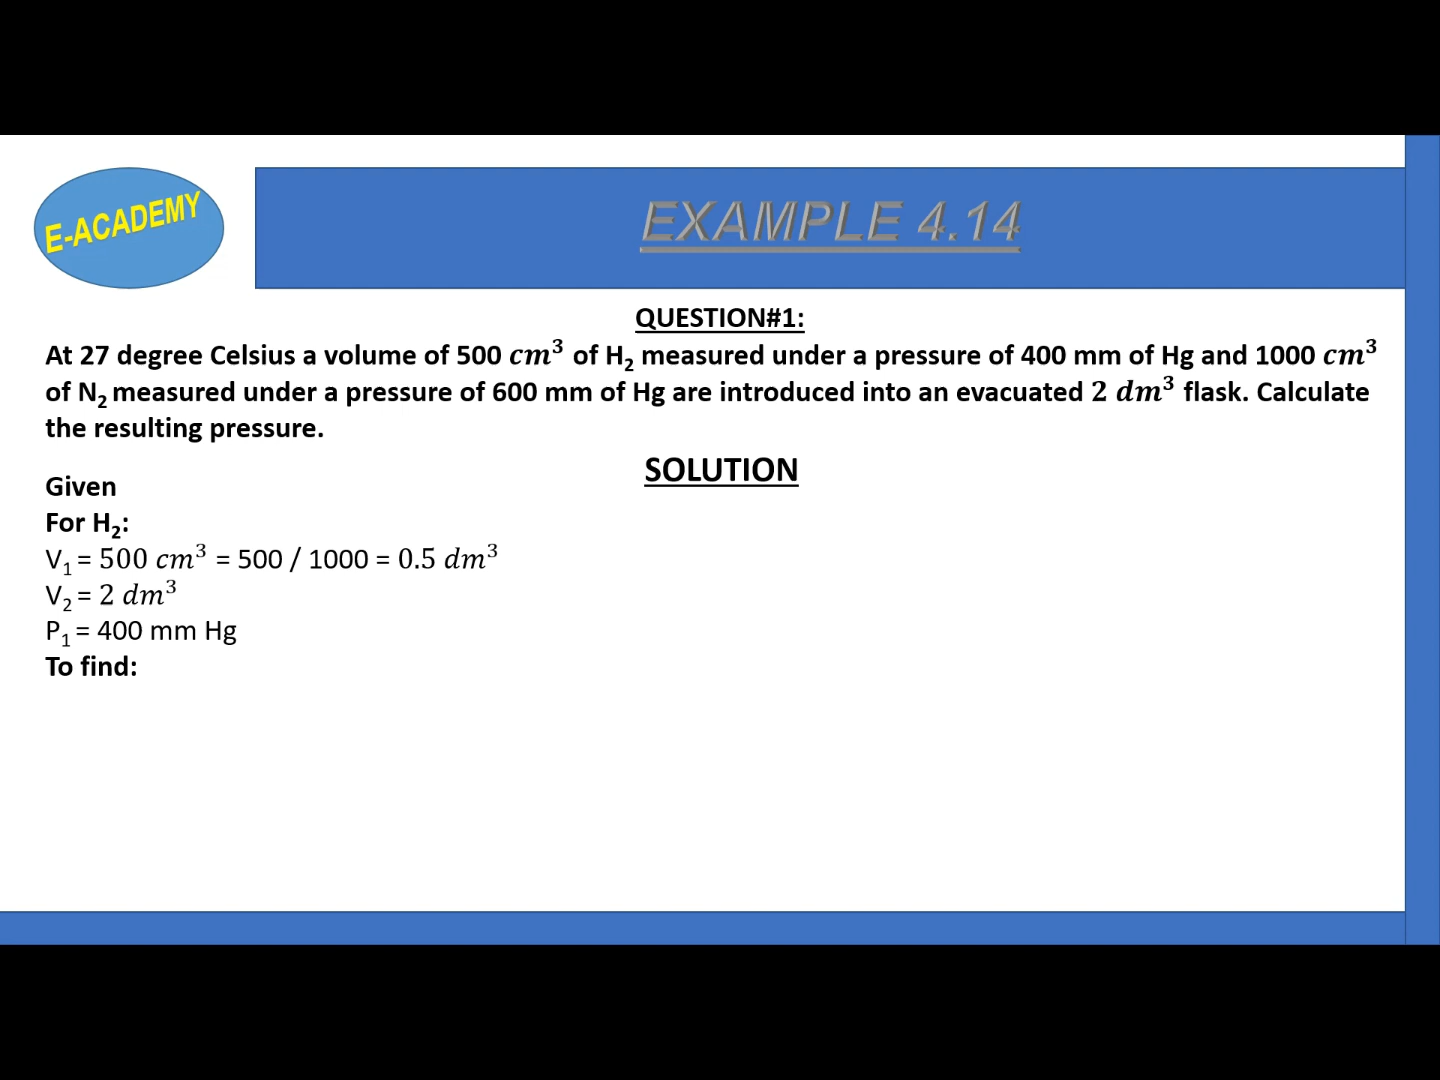 E-ACADEMY
EXAMPLE 4.14
QUESTION#1:
At 27 degree Celsius a volume of 500 cm³ of H₂ measured under a pressure of 400 mm of Hg and 1000 cm³
of N₂ measured under a pressure of 600 mm of Hg are introduced into an evacuated 2 dm³ flask. Calculate
the resulting pressure.
SOLUTION
Given
For H₂:
V₁ = 500 cm³ = 500 / 1000 = 0.5 dm³
V₂ = 2 dm³
P₁ = 400 mm Hg
To find: